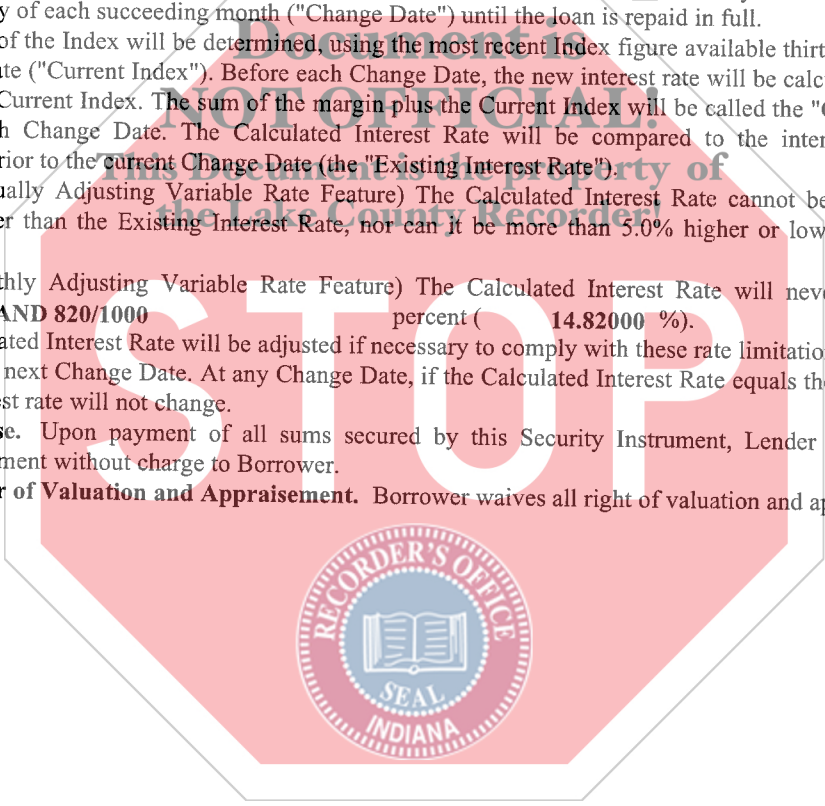 y of each succeeding month ("Change Date") until the loan is repaid in full.
Document is
of the Index will be determined, using the most recent Index figure available thirt
te ("Current Index"). Before each Change Date, the new interest rate will be calc
NOT OFFICIAL!
Current Index. The sum of the margin plus the Current Index will be called the "C
h Change Date. The Calculated Interest Rate will be compared to the inter
This Document is the property of
rior to the current Change Date (the "Existing Interest Rate").
ually Adjusting Variable Rate Feature) The Calculated Interest Rate cannot be
the Lake County Recorder!
er than the Existing Interest Rate, nor can it be more than 5.0% higher or low
thly Adjusting Variable Rate Feature) The Calculated Interest Rate will neve
AND 820/1000 percent ( 14.82000 %).
ated Interest Rate will be adjusted if necessary to comply with these rate limitatio
next Change Date. At any Change Date, if the Calculated Interest Rate equals the
est rate will not change.
STOP
se. Upon payment of all sums secured by this Security Instrument, Lender
ment without charge to Borrower.
r of Valuation and Appraisement. Borrower waives all right of valuation and ap
RECORDER'S OFFICE
SEAL
INDIANA